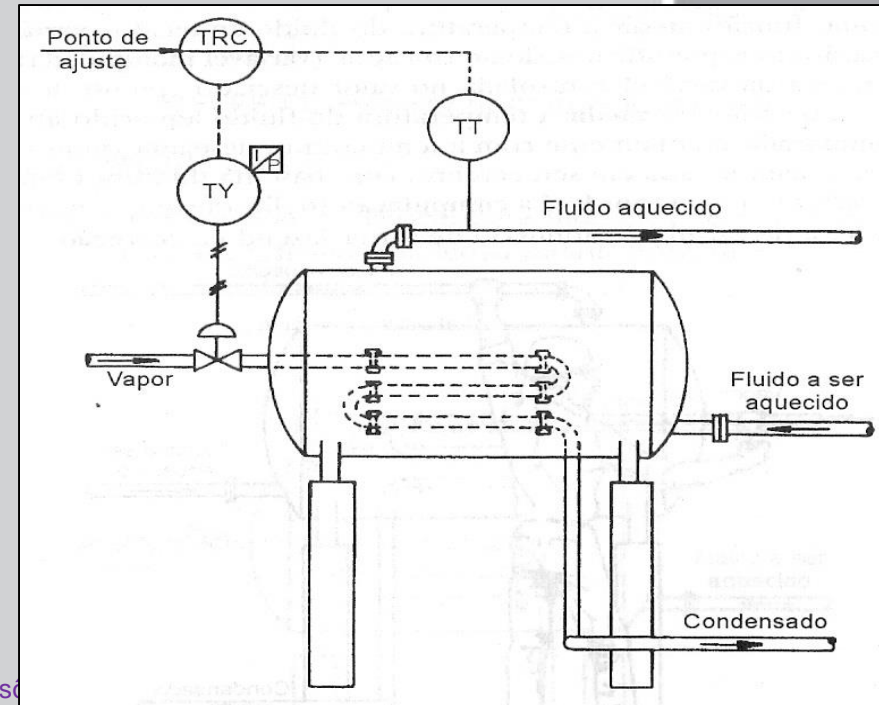 Ponto de
ajuste
TRC
TT
TY
I
P
Fluido aquecido
Vapor
Fluido a ser
aquecido
Condensado